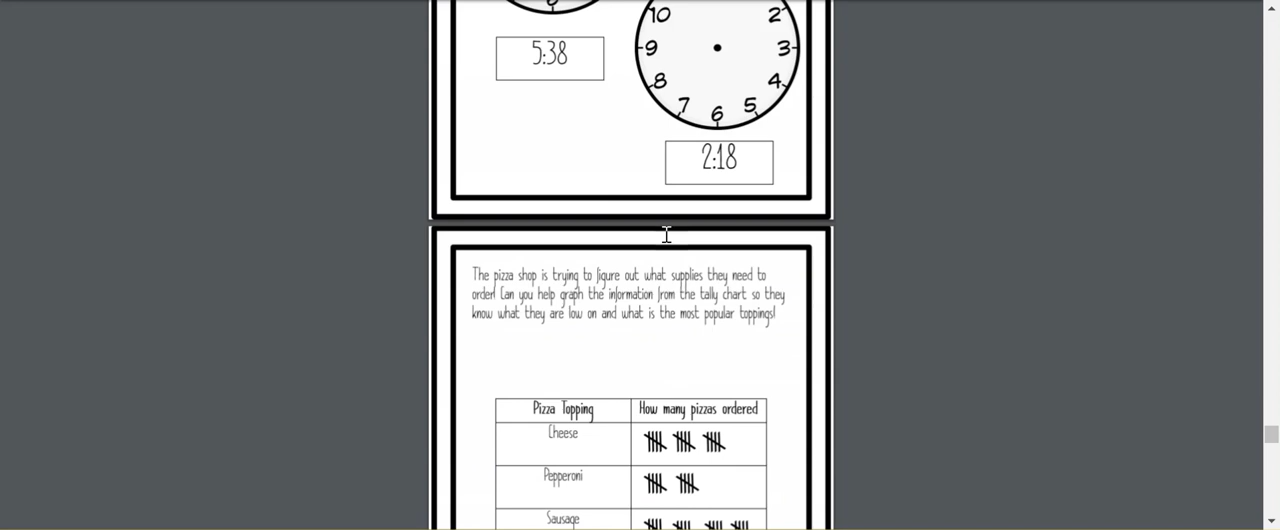 10
2
5:38
9
3
8
4
7
5
6
2:18
The pizza shop is trying to figure out what supplies they need to
order! Can you help graph the information from the tally chart so they
know what they are low on and what is the most popular toppings!
Pizza Topping How many pizzas ordered
Cheese
Pepperoni
Sausage